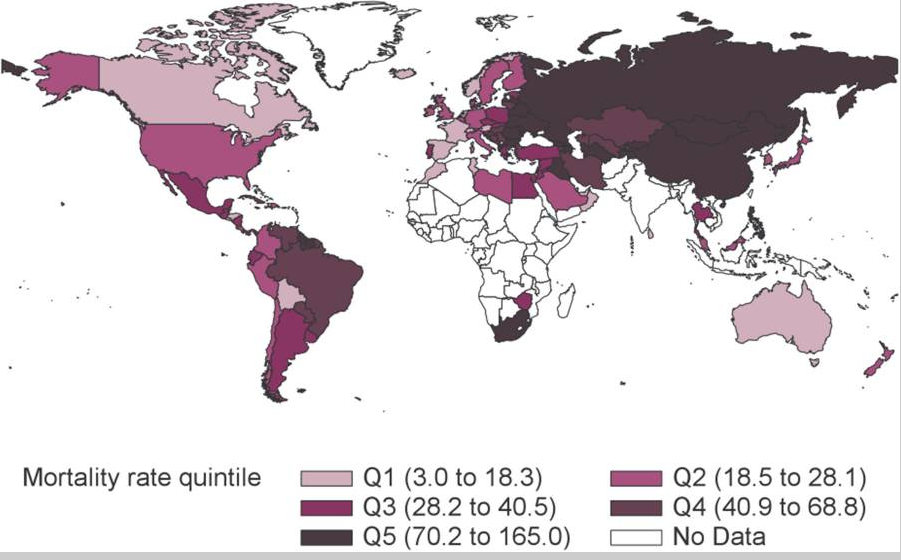 Mortality rate quintile
Q1 (3.0 to 18.3)
Q2 (18.5 to 28.1)
Q3 (28.2 to 40.5)
Q4 (40.9 to 68.8)
Q5 (70.2 to 165.0)
No Data